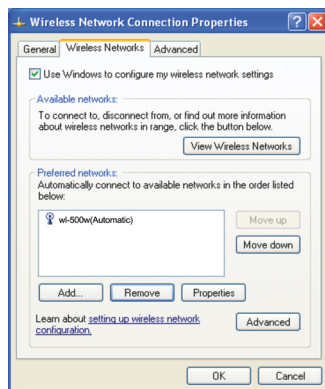 Wireless Network Connection Properties
General Wireless Networks Advanced
Use Windows to configure my wireless network settings
Available networks:
To connect to, disconnect from, or find out more information
about wireless networks in range, click the button below.
View Wireless Networks
Preferred networks:
Automatically connect to available networks in the order listed
below:
wl-500w(Automatic)
Move up
Move down
Add... Remove Properties
Learn about setting up wireless network
configuration.
Advanced
OK Cancel